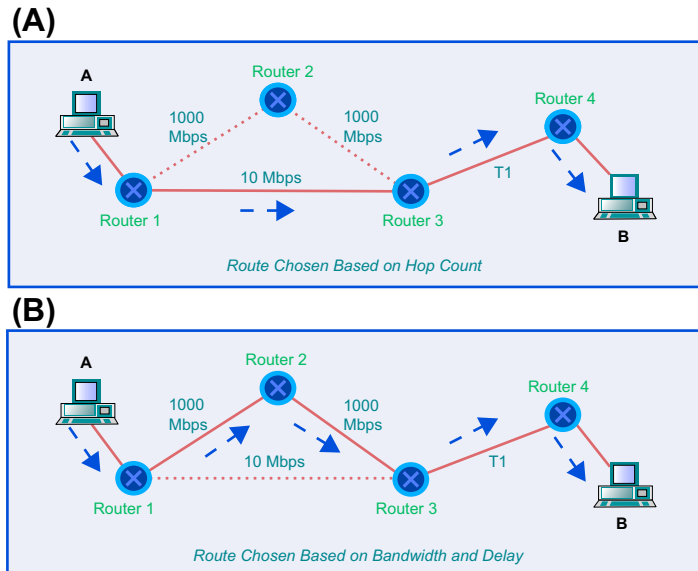 (A)
A
Router 2
Router 4
1000
Mbps
1000
Mbps
10 Mbps
T1
Router 1
Router 3
B
Route Chosen Based on Hop Count
(B)
A
Router 2
Router 4
1000
Mbps
1000
Mbps
10 Mbps
T1
Router 1
Router 3
B
Route Chosen Based on Bandwidth and Delay